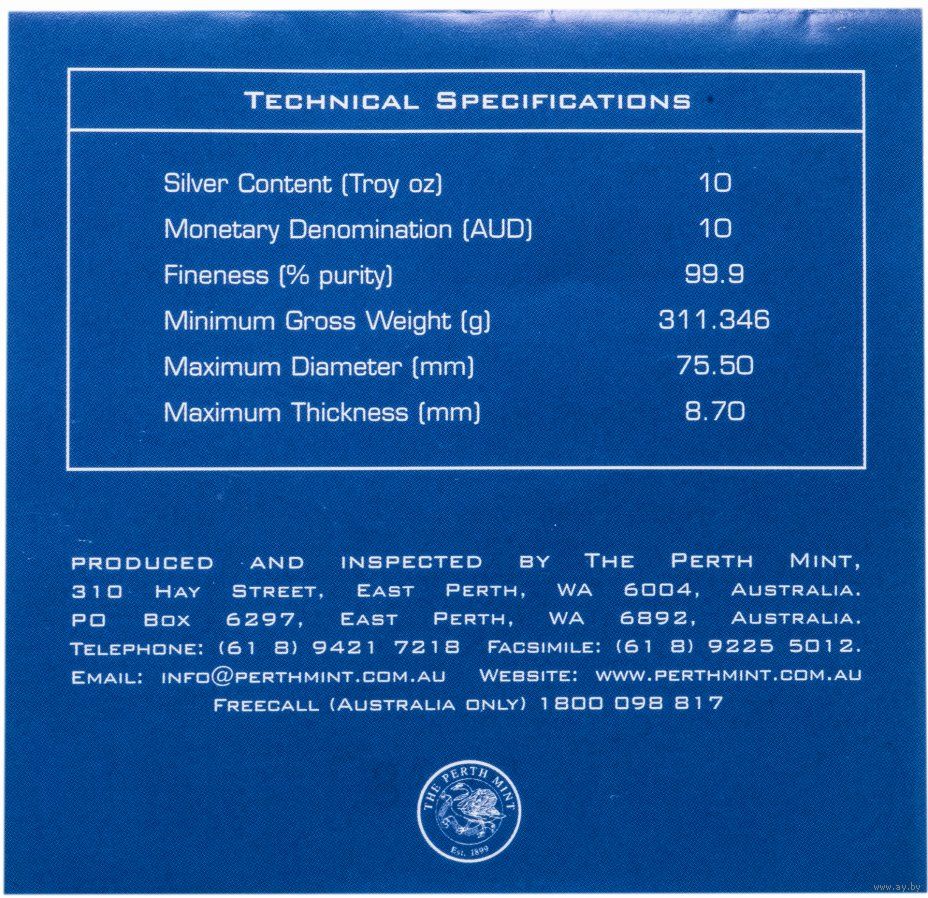 Technical Specifications
Silver Content (Troy oz) 10
Monetary Denomination (AUD) 10
Fineness (% purity) 99.9
Minimum Gross Weight (g) 311.346
Maximum Diameter (mm) 75.50
Maximum Thickness (mm) 8.70
PRODUCED AND INSPECTED BY THE PERTH MINT,
310 HAY STREET, EAST PERTH, WA 6004, AUSTRALIA.
PO BOX 6297, EAST PERTH, WA 6892, AUSTRALIA.
TELEPHONE: (61 8) 9421 7218 FACSIMILE: (61 8) 9225 5012.
EMAIL: INFO@PERTHMINT.COM.AU WEBSITE: WWW.PERTHMINT.COM.AU
FREECALL (AUSTRALIA ONLY) 1800 098 817
THE PERTH MINT
Est. 1899
www.ay.by